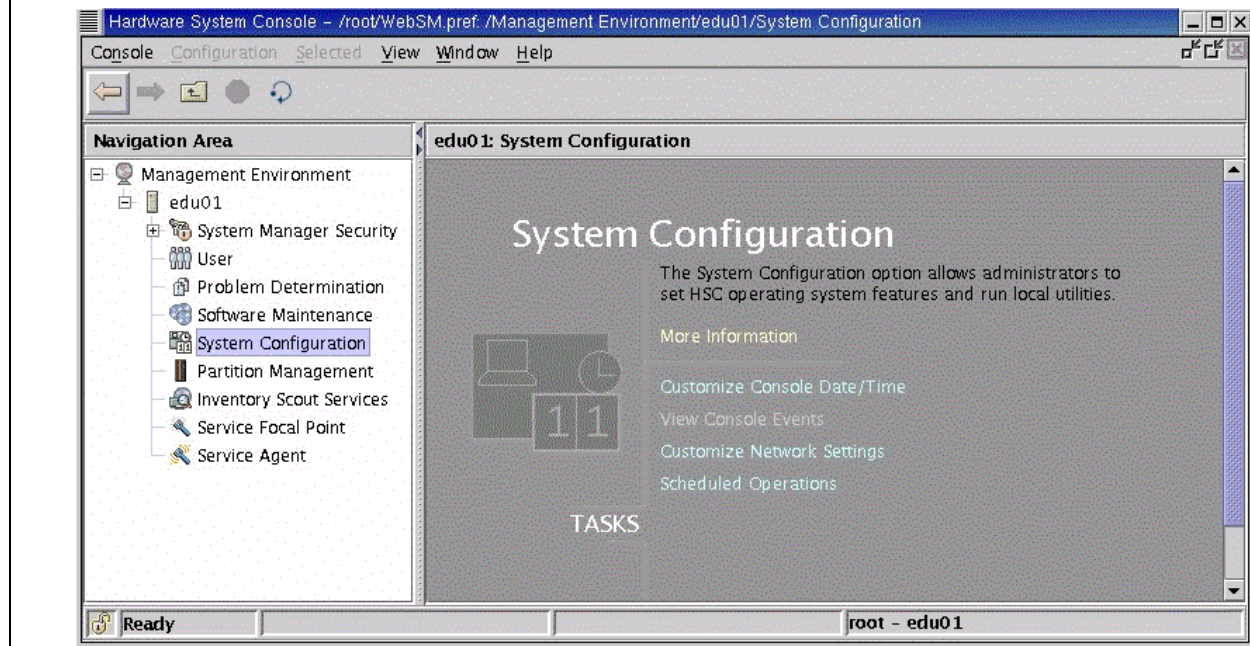 Hardware System Console – /root/WebSM.pref: /Management Environment/edu01/System Configuration
Console Configuration Selected View Window Help
Navigation Area
Management Environment
edu01
System Manager Security
User
Problem Determination
Software Maintenance
System Configuration
Partition Management
Inventory Scout Services
Service Focal Point
Service Agent
edu01: System Configuration
System Configuration
The System Configuration option allows administrators to
set HSC operating system features and run local utilities.
More Information
Customize Console Date/Time
View Console Events
Customize Network Settings
Scheduled Operations
11
TASKS
Ready
root – edu01